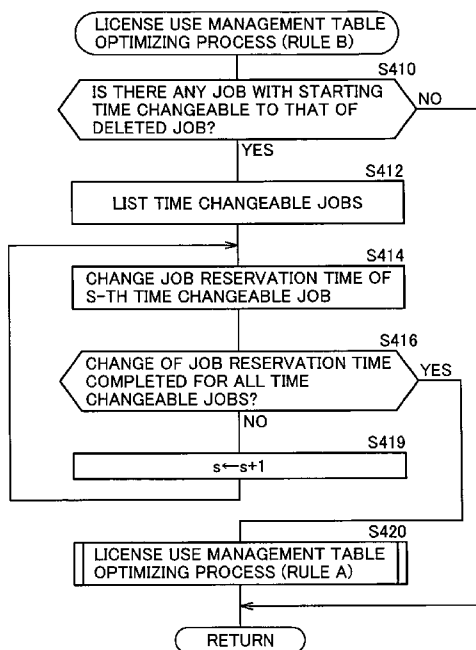 LICENSE USE MANAGEMENT TABLE
OPTIMIZING PROCESS (RULE B)
S410
IS THERE ANY JOB WITH STARTING
TIME CHANGEABLE TO THAT OF
DELETED JOB?
NO
YES
S412
LIST TIME CHANGEABLE JOBS
S414
CHANGE JOB RESERVATION TIME OF
S-TH TIME CHANGEABLE JOB
S416
CHANGE OF JOB RESERVATION TIME
COMPLETED FOR ALL TIME
CHANGEABLE JOBS?
YES
NO
S419
s←s+1
S420
LICENSE USE MANAGEMENT TABLE
OPTIMIZING PROCESS (RULE A)
RETURN